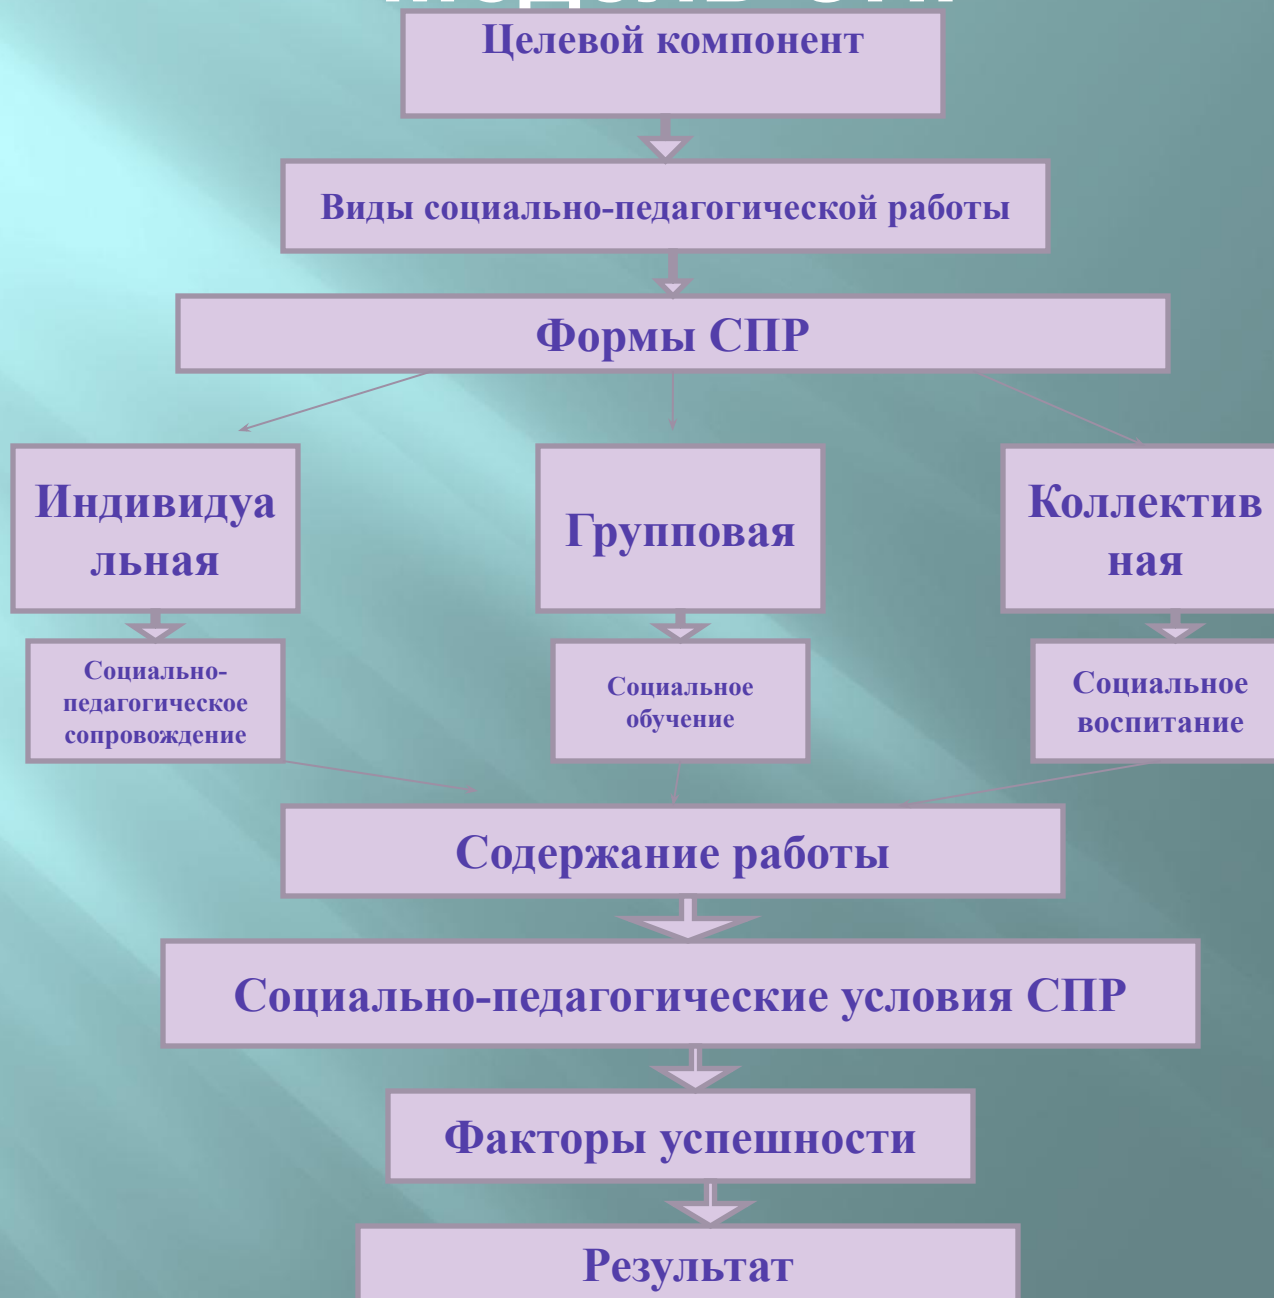 Целевой компонент
Виды социально-педагогической работы
Формы СПР
Индивидуа
льная
Групповая
Коллектив
ная
Социально-
педагогическое
сопровождение
Социальное
обучение
Социальное
воспитание
Содержание работы
Социально-педагогические условия СПР
Факторы успешности
Результат